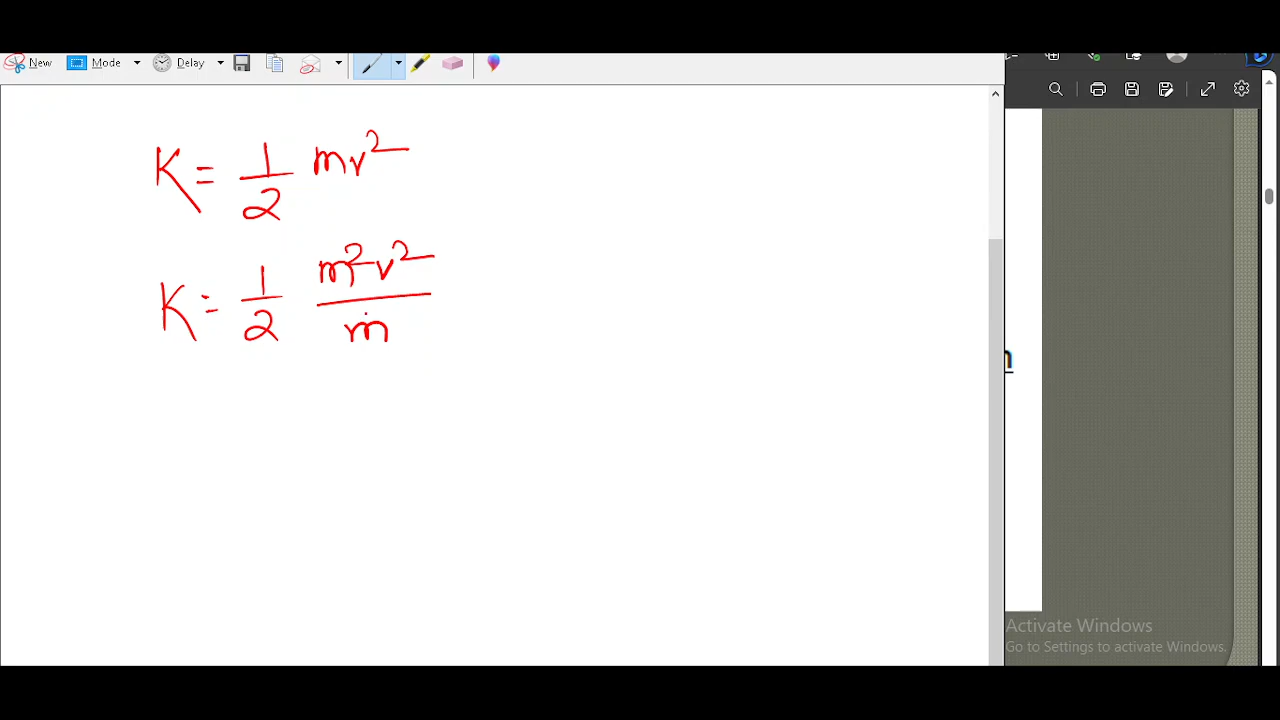 New Mode Delay
K = 1/2 mv²
K = 1/2 m²v²/m
n
Activate Windows
Go to Settings to activate Windows.